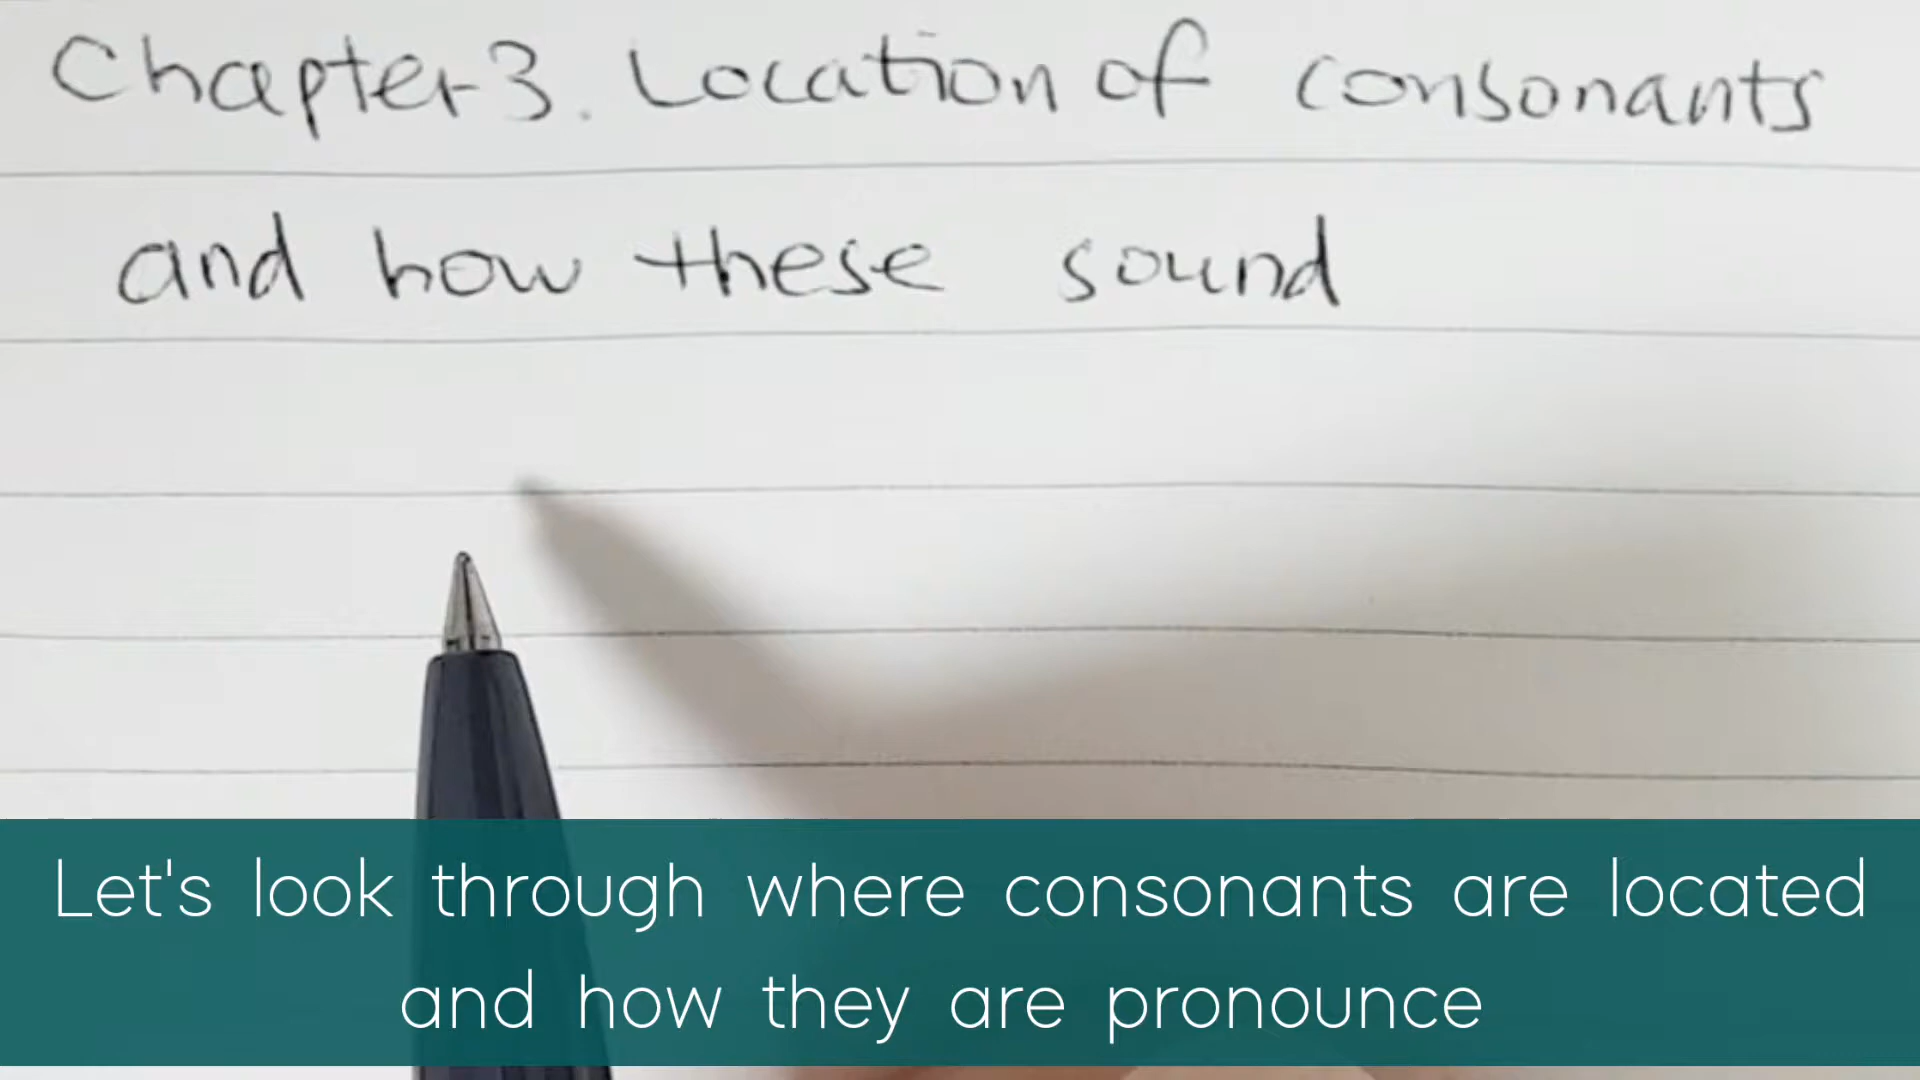 Chapter 3. Location of consonants
and how these sound
Let's look through where consonants are located
and how they are pronounce